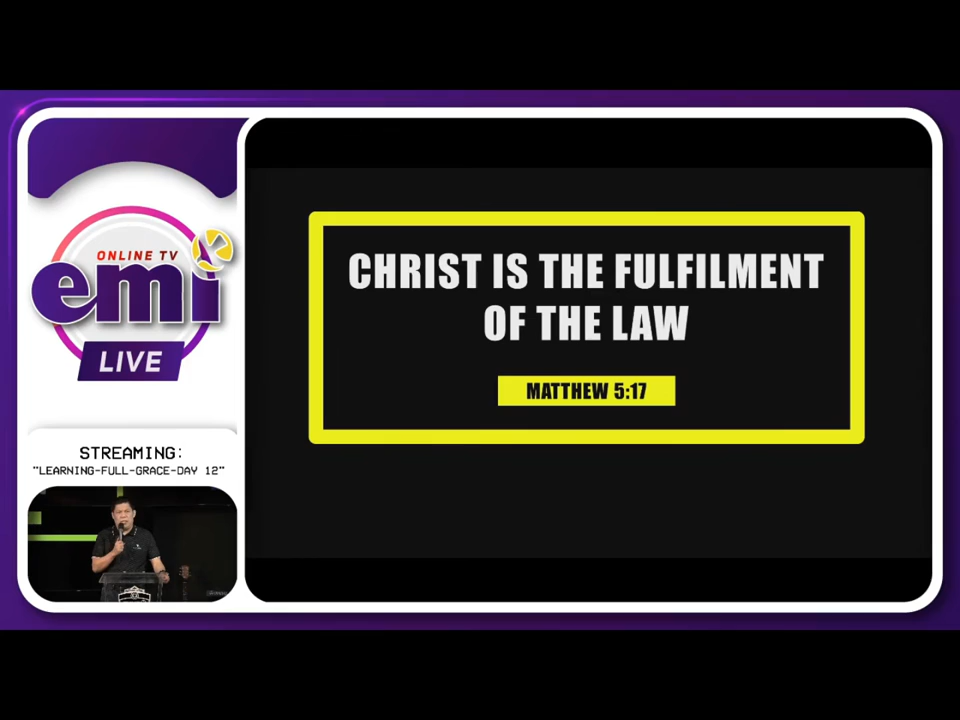 ONLINE TV
emi
LIVE
STREAMING:
"LEARNING-FULL-GRACE-DAY 12"
CHRIST IS THE FULFILMENT
OF THE LAW
MATTHEW 5:17